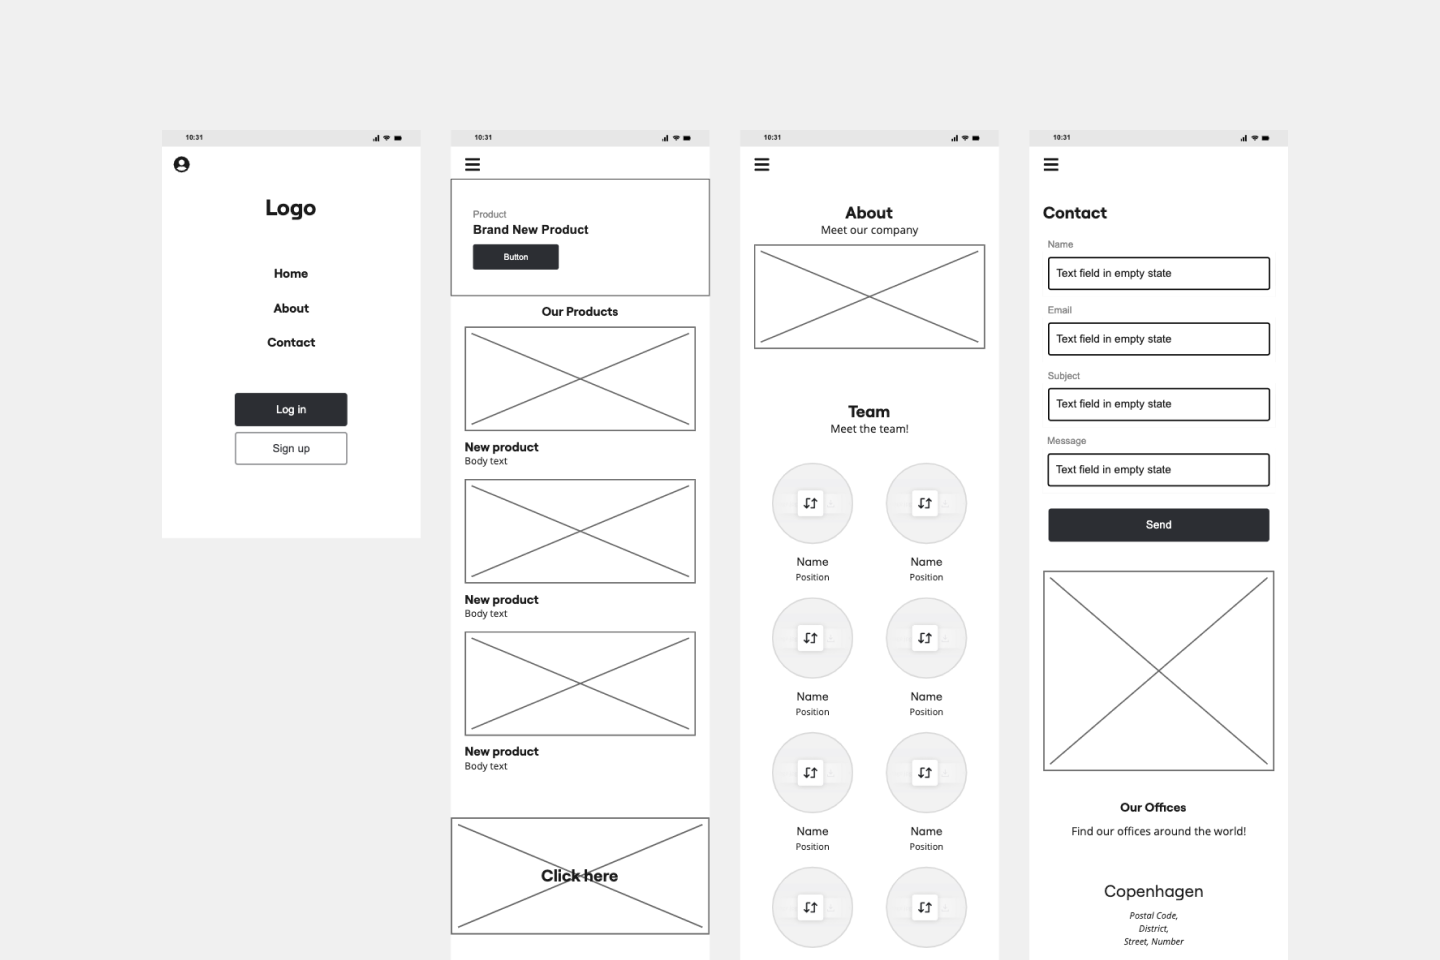 10:31
Logo
Home
About
Contact
Log in
Sign up
10:31
Product
Brand New Product
Button
Our Products
New product
Body text
New product
Body text
New product
Body text
Click here
10:31
About
Meet our company
Team
Meet the team!
Name Name
Position Position
Name Name
Position Position
Name Name
Position Position
10:31
Contact
Name
Text field in empty state
Email
Text field in empty state
Subject
Text field in empty state
Message
Text field in empty state
Send
Our Offices
Find our offices around the world!
Copenhagen
Postal Code,
District,
Street, Number